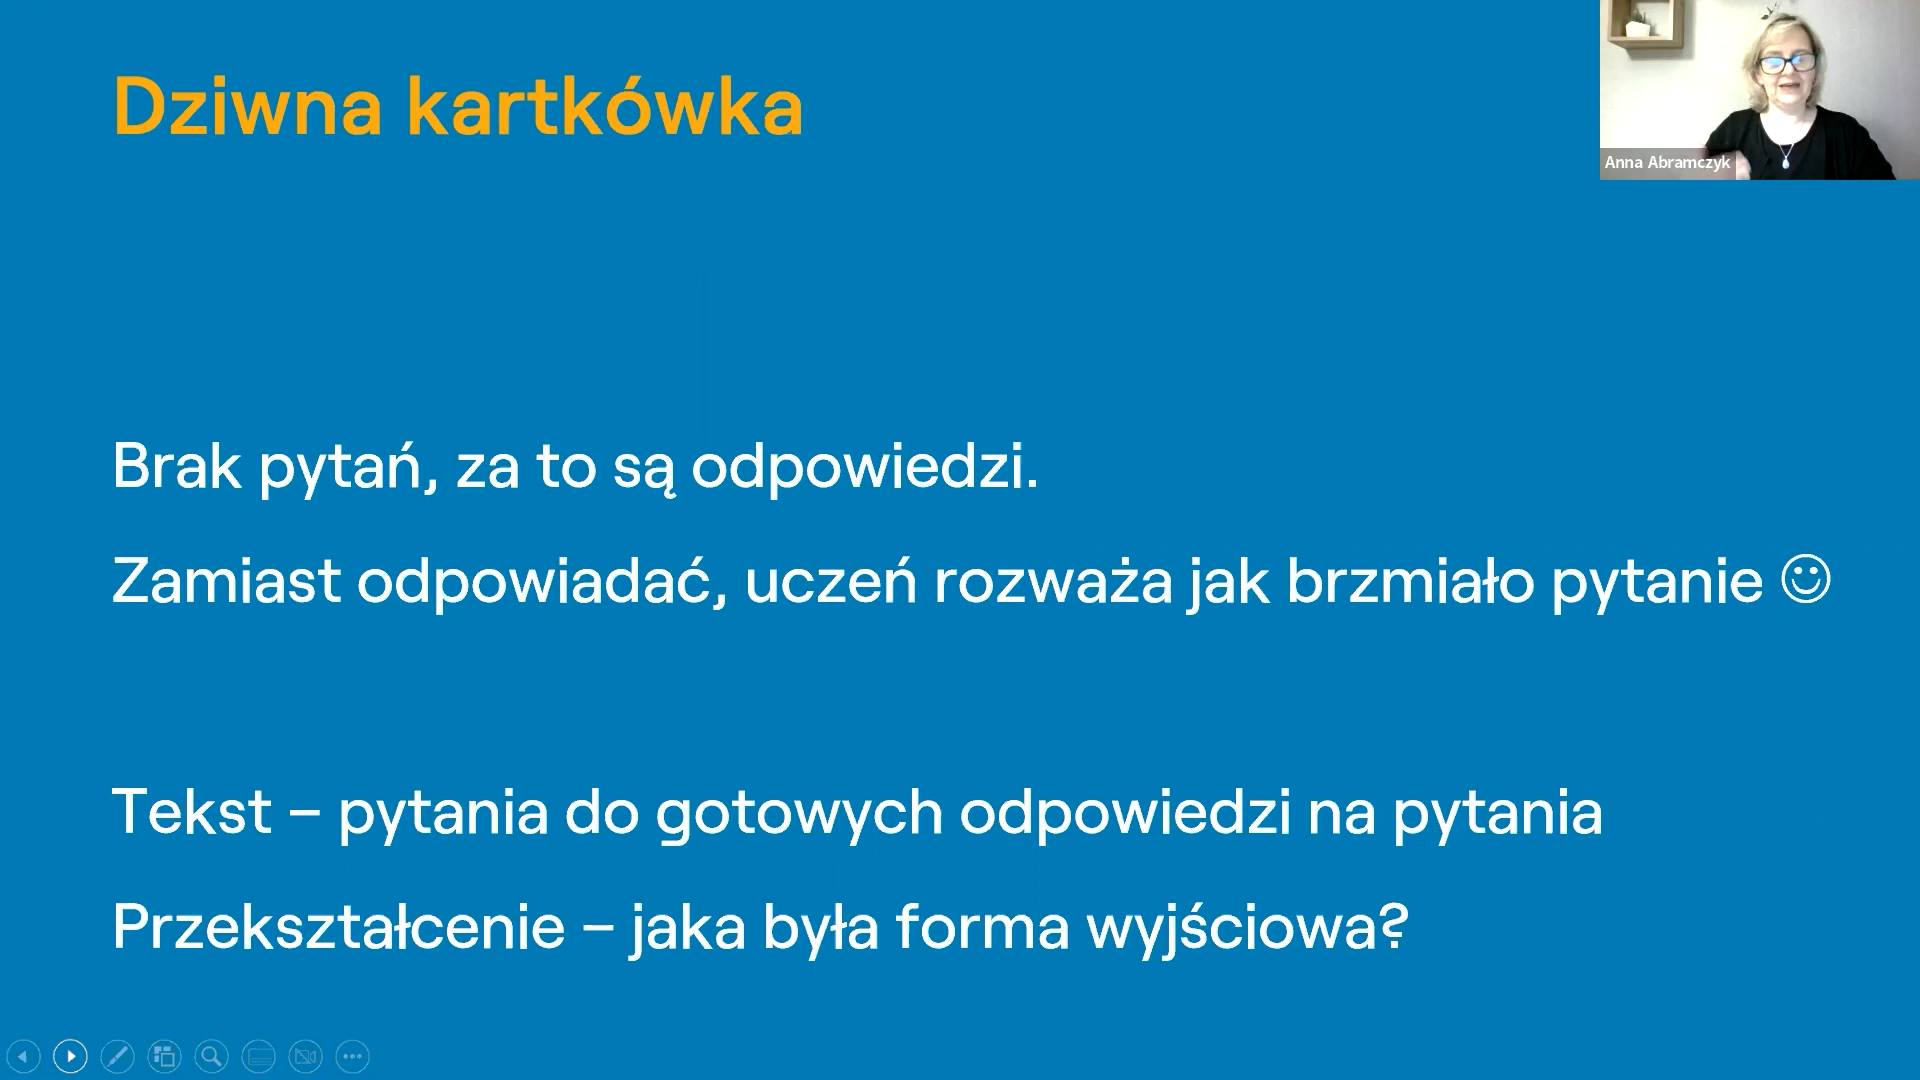 Dziwna kartkówka
Anna Abramczyk
Brak pytań, za to są odpowiedzi.
Zamiast odpowiadać, uczeń rozważa jak brzmiało pytanie ☺
Tekst – pytania do gotowych odpowiedzi na pytania
Przekształcenie – jaka była forma wyjściowa?